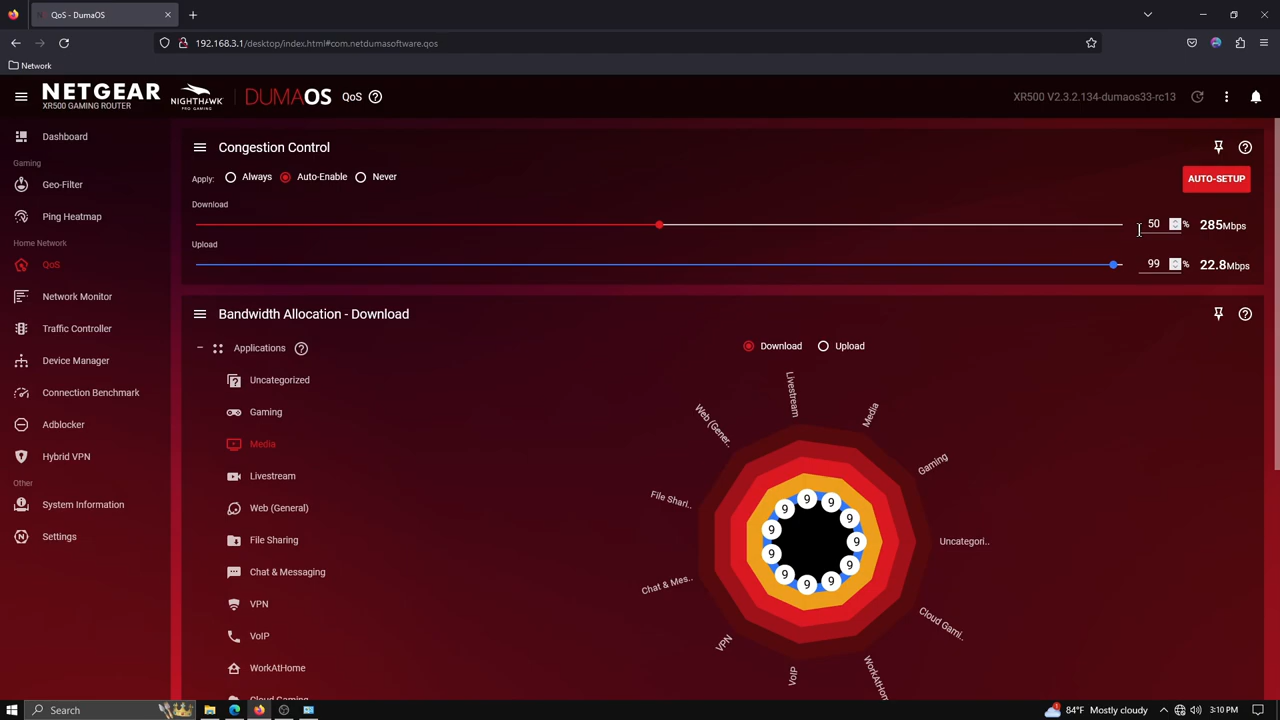 QoS - DumaOS
192.168.3.1/desktop/index.html#com.netdumasoftware.qos
Network
NETGEAR
XR500 GAMING ROUTER
NIGHTHAWK
PRO GAMING
DUMAOS
QoS
XR500 V2.3.2.134-dumaos33-rc13
Dashboard
Gaming
Geo-Filter
Ping Heatmap
Home Network
QoS
Network Monitor
Traffic Controller
Device Manager
Connection Benchmark
Adblocker
Hybrid VPN
Other
System Information
Settings
Congestion Control
Apply: Always Auto-Enable Never
AUTO-SETUP
Download
50 % 285Mbps
Upload
99 % 22.8Mbps
Bandwidth Allocation - Download
Applications
Uncategorized
Gaming
Media
Livestream
Web (General)
File Sharing
Chat & Messaging
VPN
VoIP
WorkAtHome
Cloud Gaming
Download Upload
Livestream
Media
Gaming
Uncategori..
Cloud Gami..
WorkAtHom
VoIP
VPN
Chat & Mes..
File Shari..
Web (Gener..
9
9
9
9
9
9
9
9
9
9
9
Search
84°F Mostly cloudy
3:10 PM